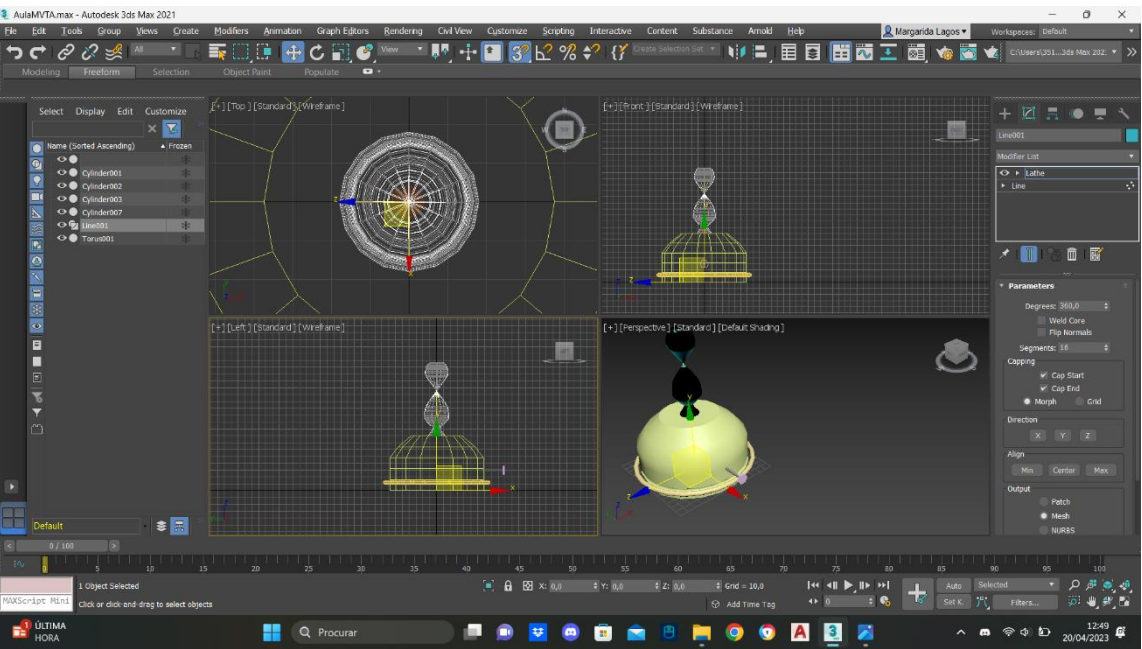 AulaMVTA.max - Autodesk 3ds Max 2021
File Edit Tools Group Views Create Modifiers Animation Graph Editors Rendering Civil View Customize Scripting Interactive Content Substance Arnold Help Margarida Lagos Workspaces: Default
All View Create Selection Set C:\Users\351...3ds Max 202:
Modeling Freeform Selection Object Paint Populate
Select Display Edit Customize
Name (Sorted Ascending) Frozen
Cylinder001
Cylinder002
Cylinder003
Cylinder007
Line001
Torus001
Default
[+] [Top] [Standard] [Wireframe]
[+] [Front] [Standard] [Wireframe]
[+] [Left] [Standard] [Wireframe]
[+] [Perspective] [Standard] [Default Shading]
Line001
Modifier List
Lathe
Line
Parameters
Degrees: 360,0
Weld Core
Flip Normals
Segments: 16
Capping
Cap Start
Cap End
Morph Grid
Direction
X Y Z
Align
Min Center Max
Output
Patch
Mesh
NURBS
0 / 100
0 5 10 15 20 25 30 35 40 45 50 55 60 65 70 75 80 85 90 95 100
1 Object Selected X: 0,0 Y: 0,0 Z: 0,0 Grid = 10,0 Auto Selected
MAXScript Mini Click or click-and-drag to select objects Add Time Tag 0 Set K. Filters...
1 ÚLTIMA
HORA
Procurar
12:49
20/04/2023